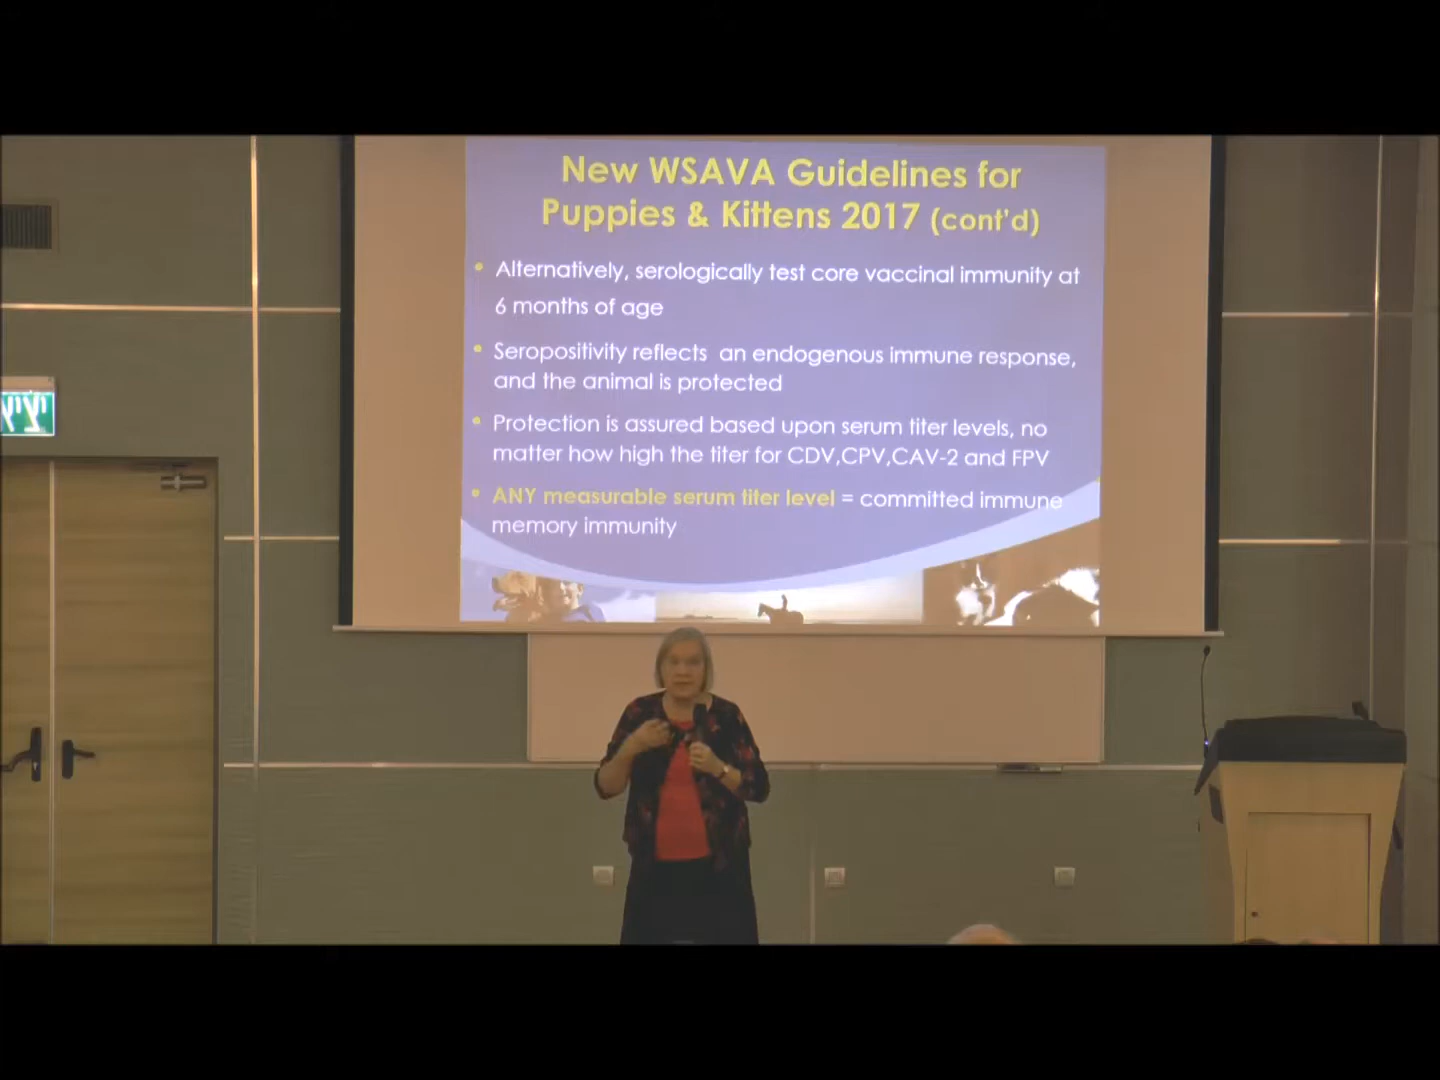 New WSAVA Guidelines for
Puppies & Kittens 2017 (cont'd)
• Alternatively, serologically test core vaccinal immunity at
6 months of age
• Seropositivity reflects an endogenous immune response,
and the animal is protected
• Protection is assured based upon serum titer levels, no
matter how high the titer for CDV,CPV,CAV-2 and FPV
• ANY measurable serum titer level = committed immune
memory immunity